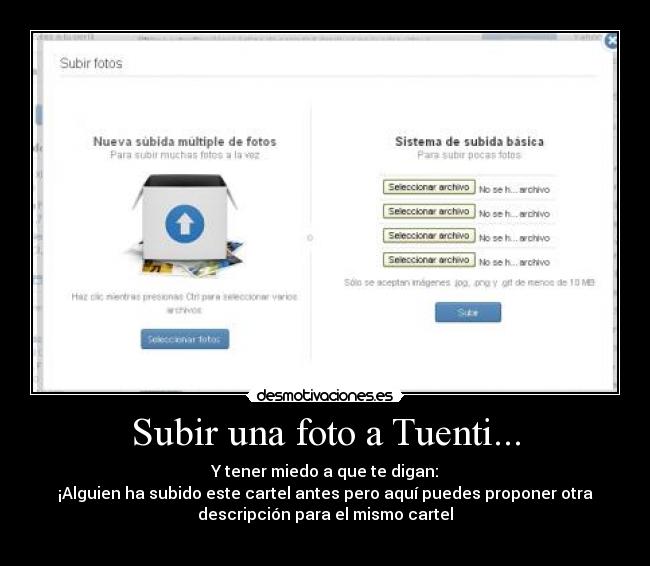 Subir fotos
Nueva súbida múltiple de fotos
Para subir muchas fotos a la vez
Haz clic mientras presionas Ctrl para seleccionar varios
archivos
Seleccionar fotos
o
Sistema de subida básica
Para subir pocas fotos
Seleccionar archivo No se h... archivo
Seleccionar archivo No se h... archivo
Seleccionar archivo No se h... archivo
Seleccionar archivo No se h... archivo
Sólo se aceptan imágenes .jpg, .png y .gif de menos de 10 MB
Subir
desmotivaciones.es
Subir una foto a Tuenti...
Y tener miedo a que te digan:
¡Alguien ha subido este cartel antes pero aquí puedes proponer otra
descripción para el mismo cartel